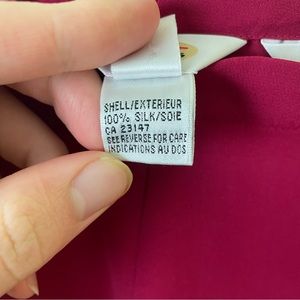 SHELL/EXTERIEUR
100% SILK/SOIE
CA 23147
SEE REVERSE FOR CARE
INDICATIONS AU DOS